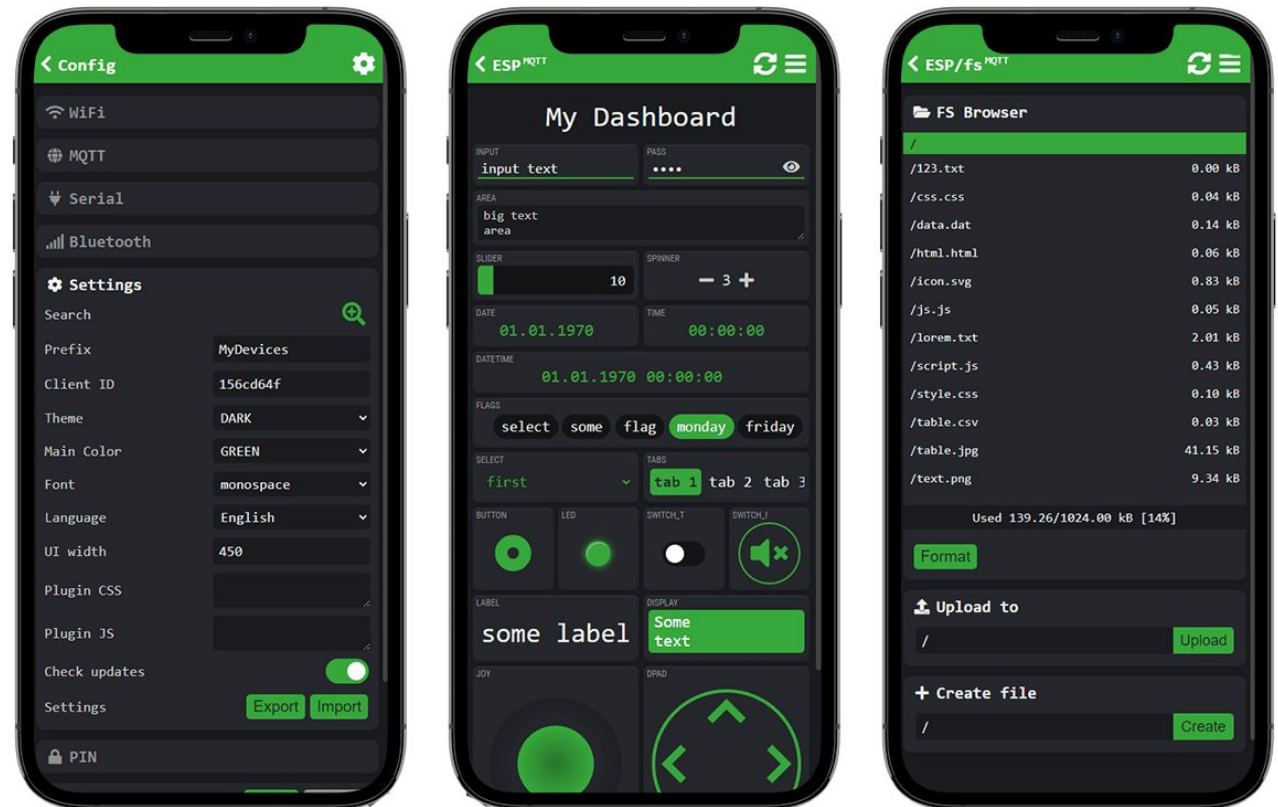 Config
WiFi
MQTT
Serial
Bluetooth
Settings
Search
Prefix MyDevices
Client ID 156cd64f
Theme DARK
Main Color GREEN
Font monospace
Language English
UI width 450
Plugin CSS
Plugin JS
Check updates
Settings Export Import
PIN
ESP MQTT
My Dashboard
INPUT PASS
input text ••••
AREA
big text
area
SLIDER SPINNER
10 − 3 +
DATE TIME
01.01.1970 00:00:00
DATETIME
01.01.1970 00:00:00
FLAGS
select some flag monday friday
SELECT TABS
first tab 1 tab 2 tab 3
BUTTON LED SWITCH_T SWITCH_I
LABEL DISPLAY
some label Some
text
JOY DPAD
ESP/fs MQTT
FS Browser
/
/123.txt 0.00 kB
/css.css 0.04 kB
/data.dat 0.14 kB
/html.html 0.06 kB
/icon.svg 0.83 kB
/js.js 0.05 kB
/lorem.txt 2.01 kB
/script.js 0.43 kB
/style.css 0.10 kB
/table.csv 0.03 kB
/table.jpg 41.15 kB
/text.png 9.34 kB
Used 139.26/1024.00 kB [14%]
Format
Upload to
/ Upload
+ Create file
/ Create